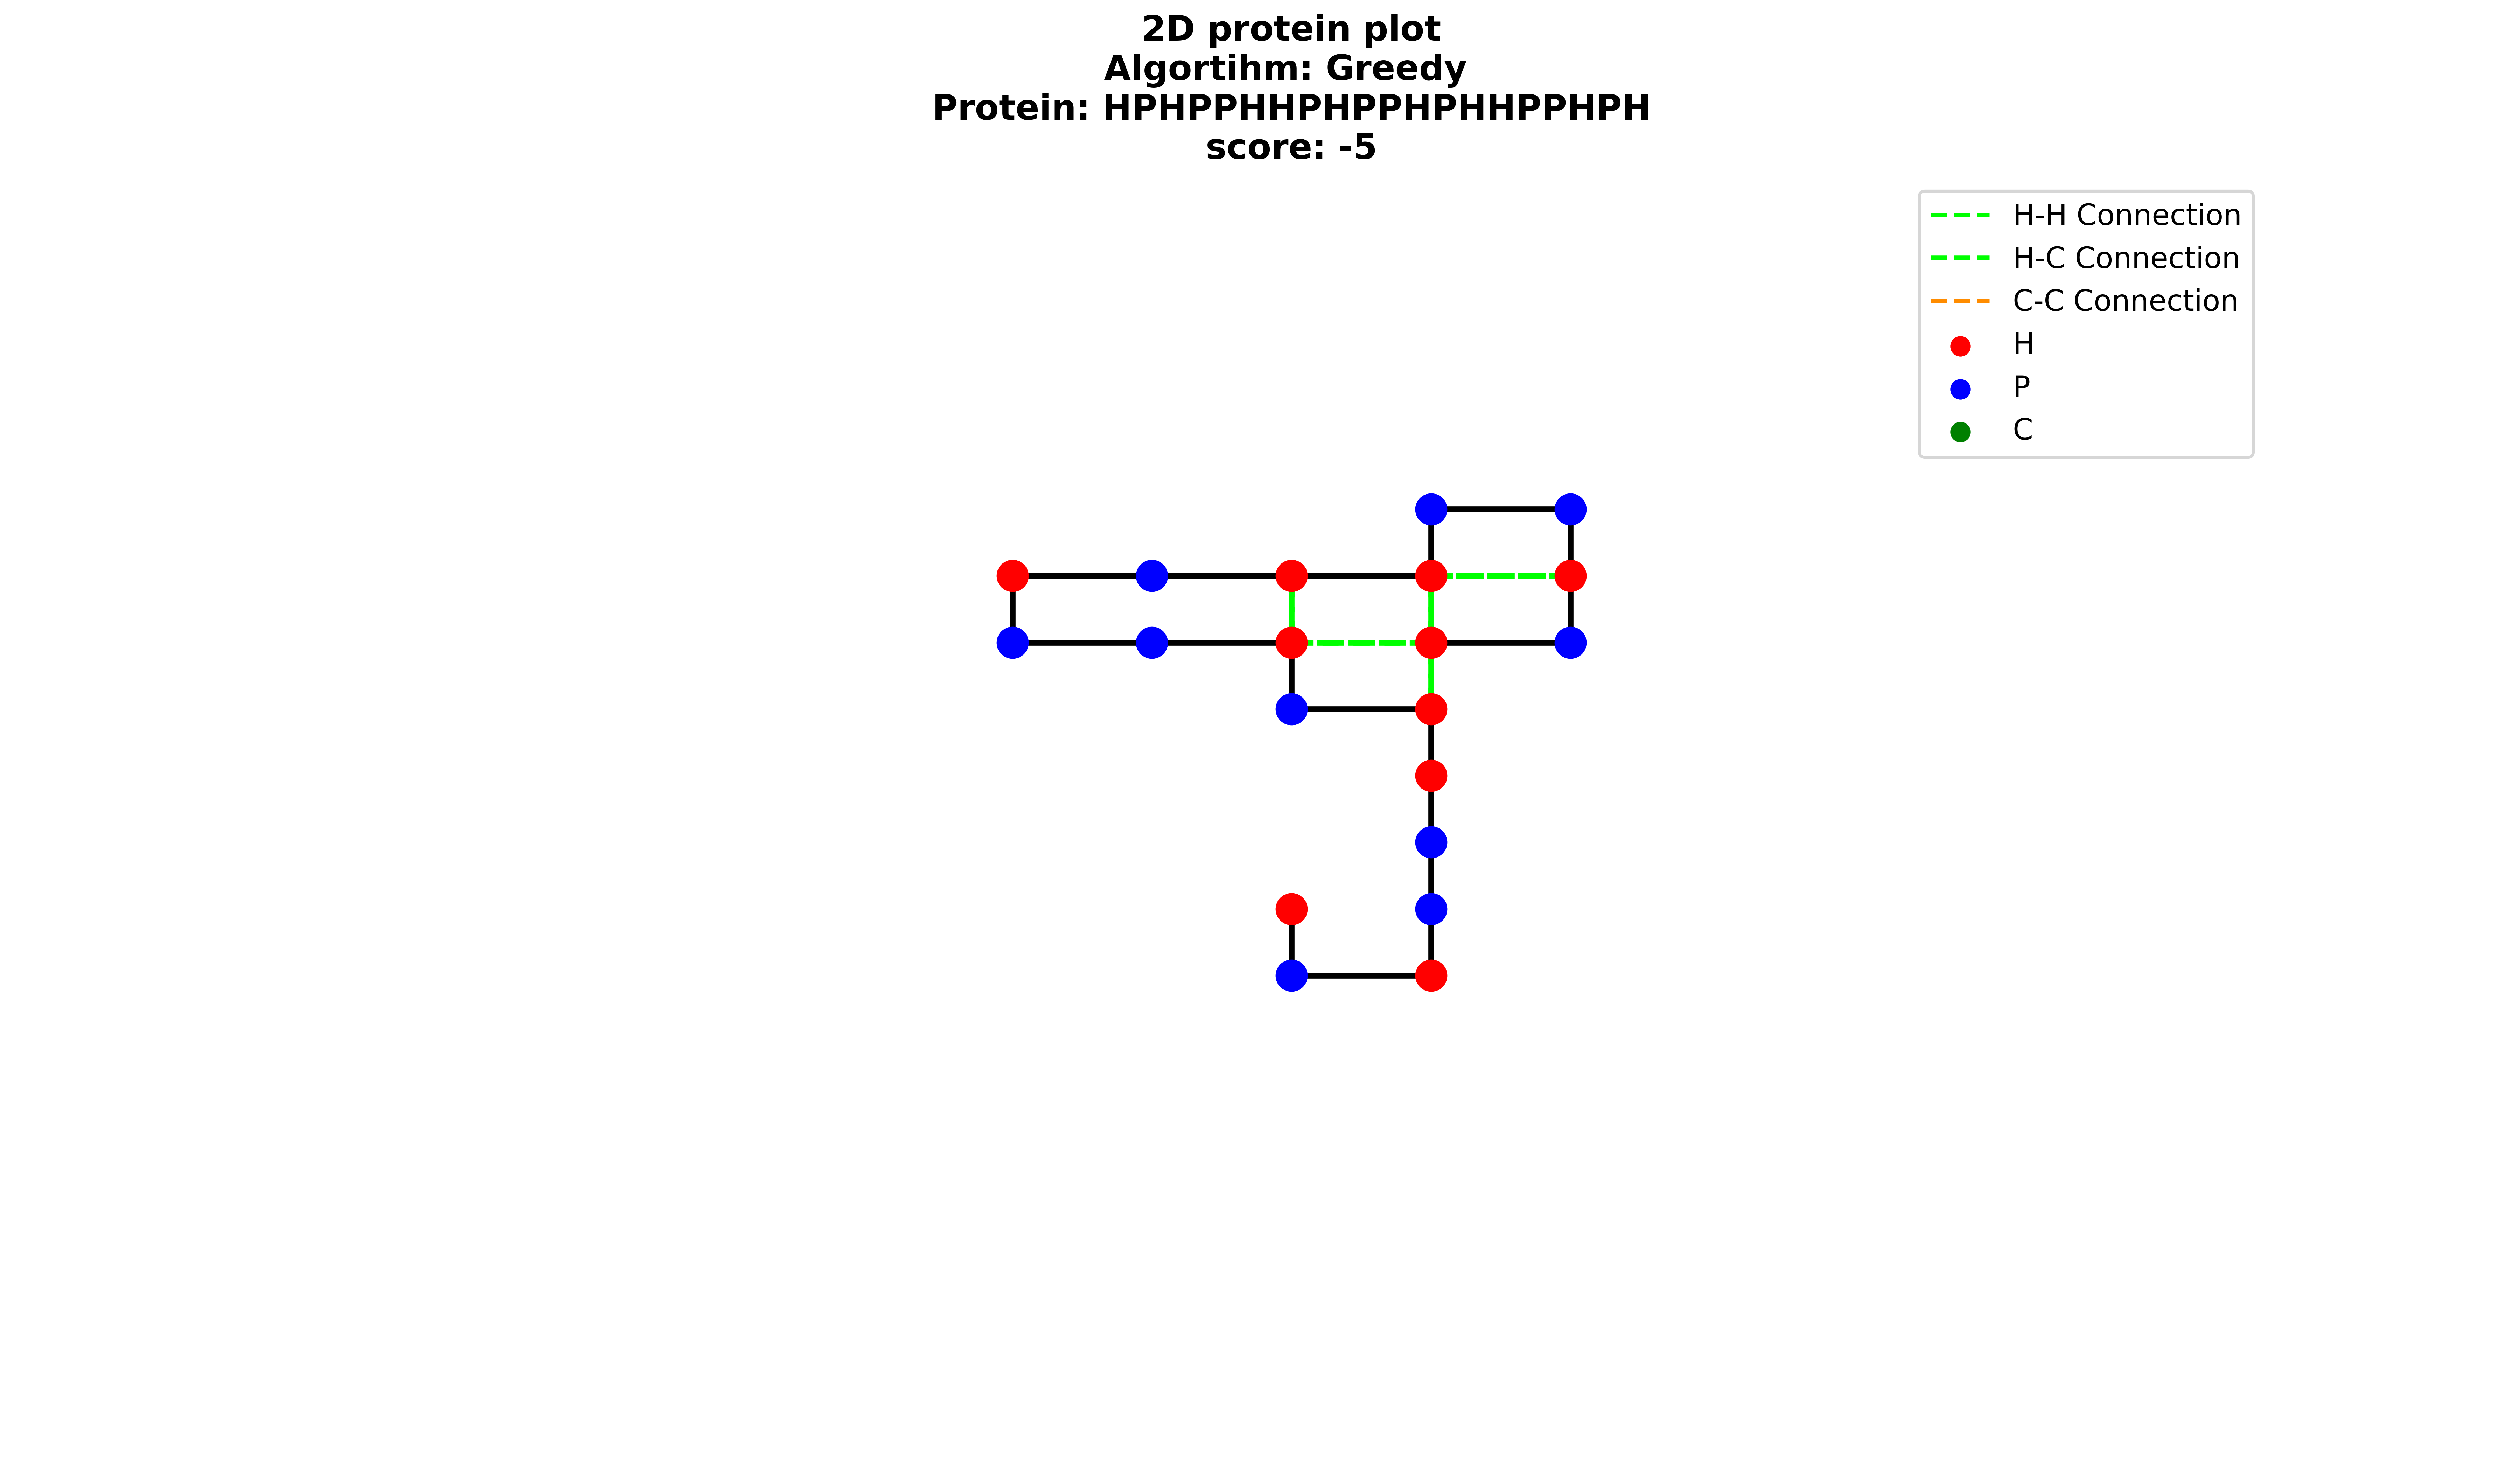 2D protein plot
Algortihm: Greedy
Protein: HPHPPHHPHPPHPHHPPHPH
score: -5
H-H Connection
H-C Connection
C-C Connection
H
P
C